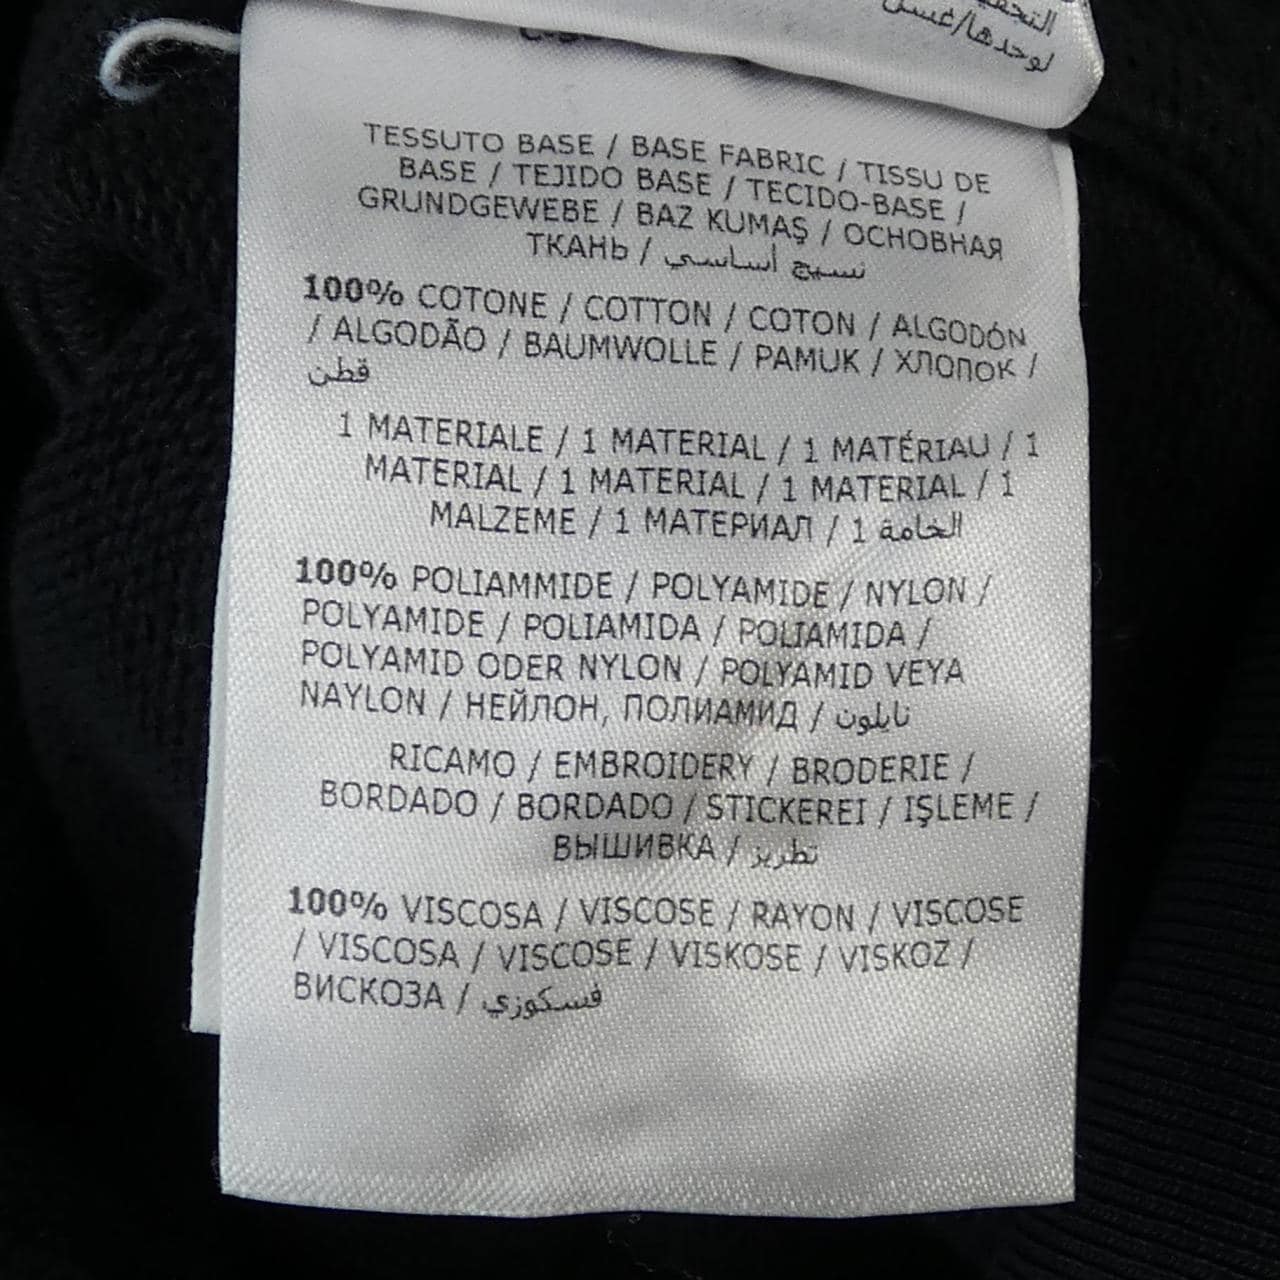 التجفيف
لوحدها/غسيل
TESSUTO BASE / BASE FABRIC / TISSU DE
BASE / TEJIDO BASE / TECIDO-BASE /
GRUNDGEWEBE / BAZ KUMAŞ / ОСНОВНАЯ
ТКАНЬ / نسيج أساسي
100% COTONE / COTTON / COTON / ALGODÓN
/ ALGODÃO / BAUMWOLLE / PAMUK / ХЛОПОК /
قطن
1 MATERIALE / 1 MATERIAL / 1 MATÉRIAU / 1
MATERIAL / 1 MATERIAL / 1 MATERIAL / 1
MALZEME / 1 МАТЕРИАЛ / 1 الخامة
100% POLIAMMIDE / POLYAMIDE / NYLON /
POLYAMIDE / POLIAMIDA / POLIAMIDA /
POLYAMID ODER NYLON / POLYAMID VEYA
NAYLON / НЕЙЛОН, ПОЛИАМИД / نايلون
RICAMO / EMBROIDERY / BRODERIE /
BORDADO / BORDADO / STICKEREI / IŞLEME /
ВЫШИВКА / تطريز
100% VISCOSA / VISCOSE / RAYON / VISCOSE
/ VISCOSA / VISCOSE / VISKOSE / VISKOZ /
ВИСКОЗА / فسكوزي